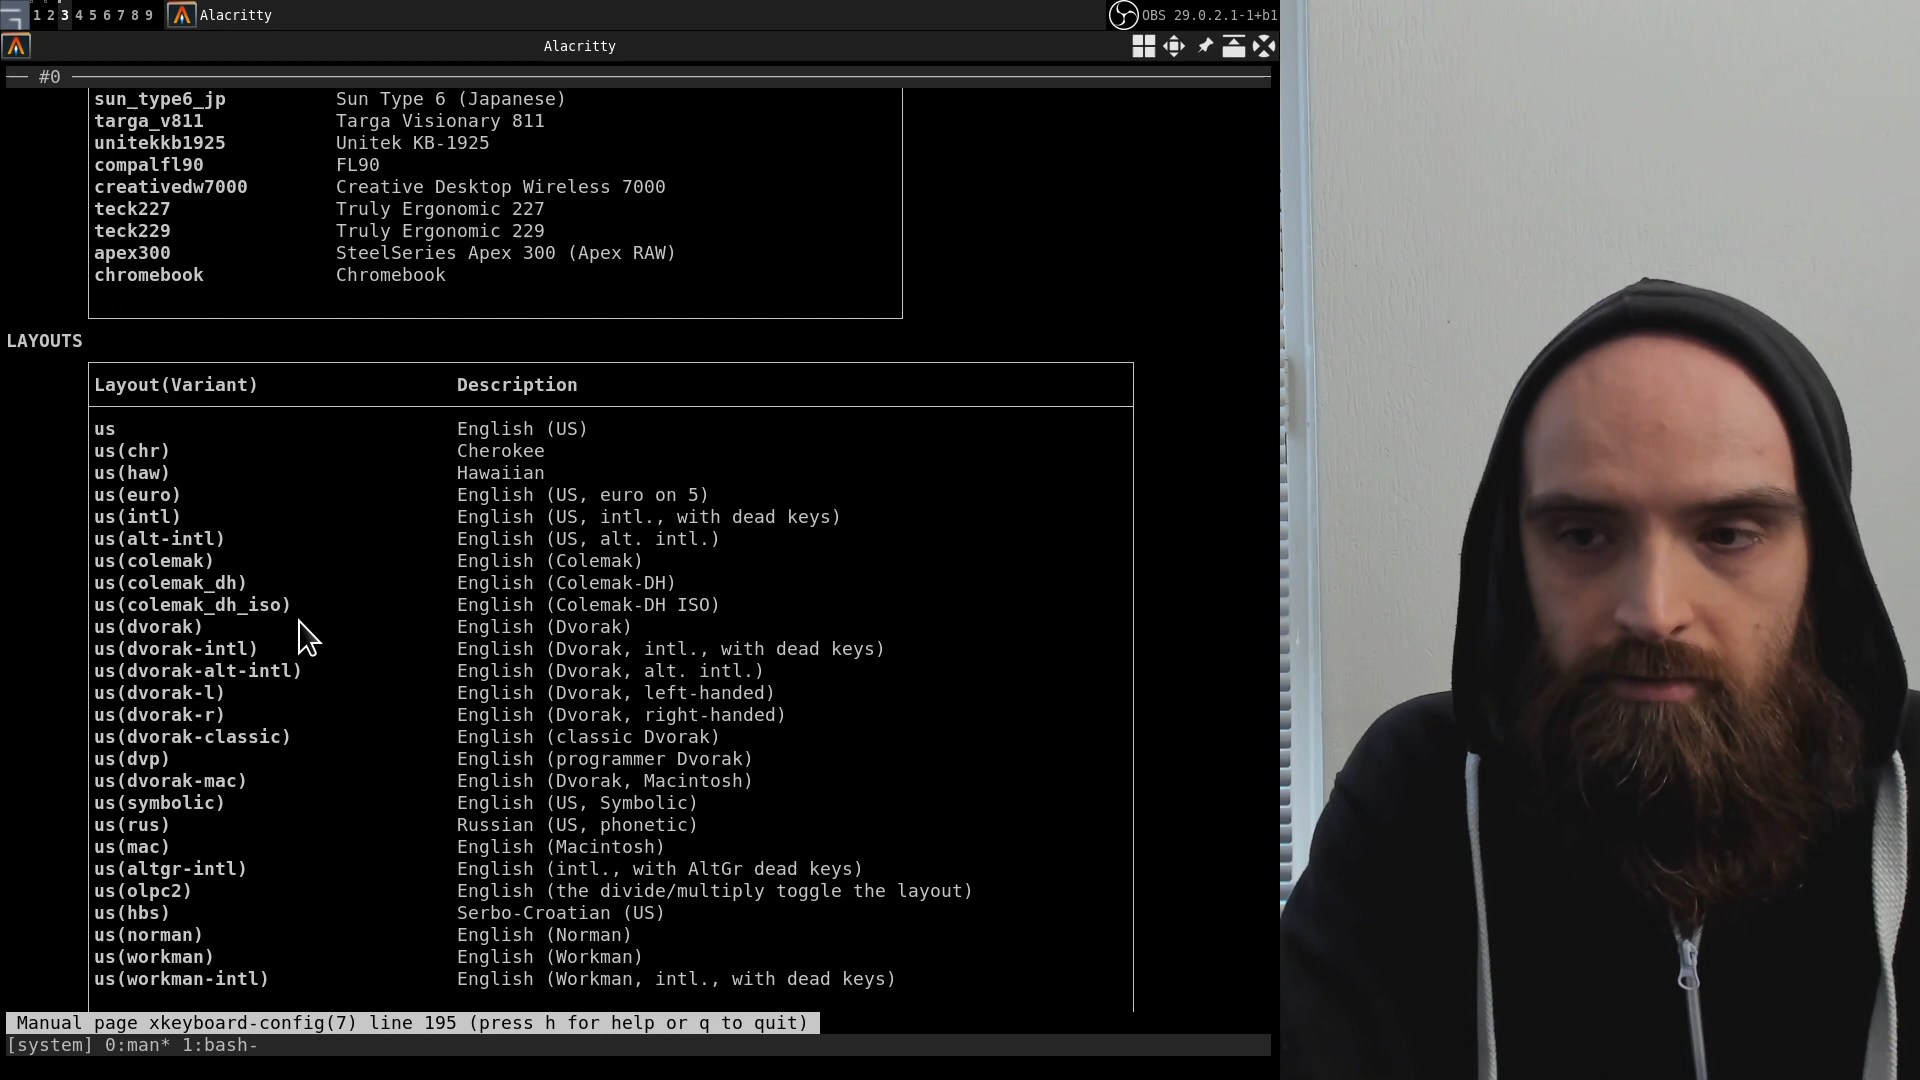 1 2 3 4 5 6 7 8 9 Alacritty OBS 29.0.2.1-1+b1
Alacritty
#0
sun_type6_jp Sun Type 6 (Japanese)
targa_v811 Targa Visionary 811
unitekkb1925 Unitek KB-1925
compalfl90 FL90
creativedw7000 Creative Desktop Wireless 7000
teck227 Truly Ergonomic 227
teck229 Truly Ergonomic 229
apex300 SteelSeries Apex 300 (Apex RAW)
chromebook Chromebook
LAYOUTS
Layout(Variant) Description
us English (US)
us(chr) Cherokee
us(haw) Hawaiian
us(euro) English (US, euro on 5)
us(intl) English (US, intl., with dead keys)
us(alt-intl) English (US, alt. intl.)
us(colemak) English (Colemak)
us(colemak_dh) English (Colemak-DH)
us(colemak_dh_iso) English (Colemak-DH ISO)
us(dvorak) English (Dvorak)
us(dvorak-intl) English (Dvorak, intl., with dead keys)
us(dvorak-alt-intl) English (Dvorak, alt. intl.)
us(dvorak-l) English (Dvorak, left-handed)
us(dvorak-r) English (Dvorak, right-handed)
us(dvorak-classic) English (classic Dvorak)
us(dvp) English (programmer Dvorak)
us(dvorak-mac) English (Dvorak, Macintosh)
us(symbolic) English (US, Symbolic)
us(rus) Russian (US, phonetic)
us(mac) English (Macintosh)
us(altgr-intl) English (intl., with AltGr dead keys)
us(olpc2) English (the divide/multiply toggle the layout)
us(hbs) Serbo-Croatian (US)
us(norman) English (Norman)
us(workman) English (Workman)
us(workman-intl) English (Workman, intl., with dead keys)
Manual page xkeyboard-config(7) line 195 (press h for help or q to quit)
[system] 0:man* 1:bash-